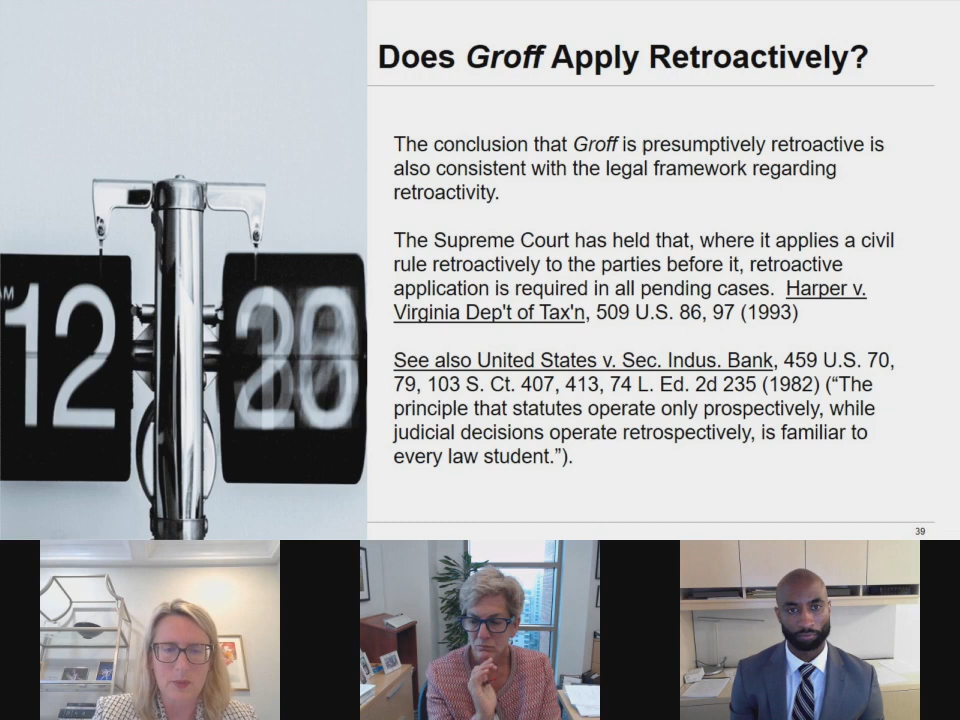 Does Groff Apply Retroactively?
The conclusion that Groff is presumptively retroactive is
also consistent with the legal framework regarding
retroactivity.
The Supreme Court has held that, where it applies a civil
rule retroactively to the parties before it, retroactive
application is required in all pending cases. Harper v.
Virginia Dep't of Tax'n, 509 U.S. 86, 97 (1993)
See also United States v. Sec. Indus. Bank, 459 U.S. 70,
79, 103 S. Ct. 407, 413, 74 L. Ed. 2d 235 (1982) (“The
principle that statutes operate only prospectively, while
judicial decisions operate retrospectively, is familiar to
every law student.”).
39
12